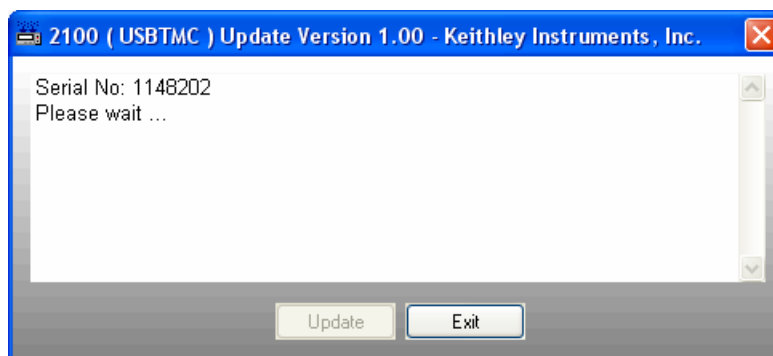 2100 ( USBTMC ) Update Version 1.00 - Keithley Instruments, Inc.
Serial No: 1148202
Please wait ...
Update
Exit